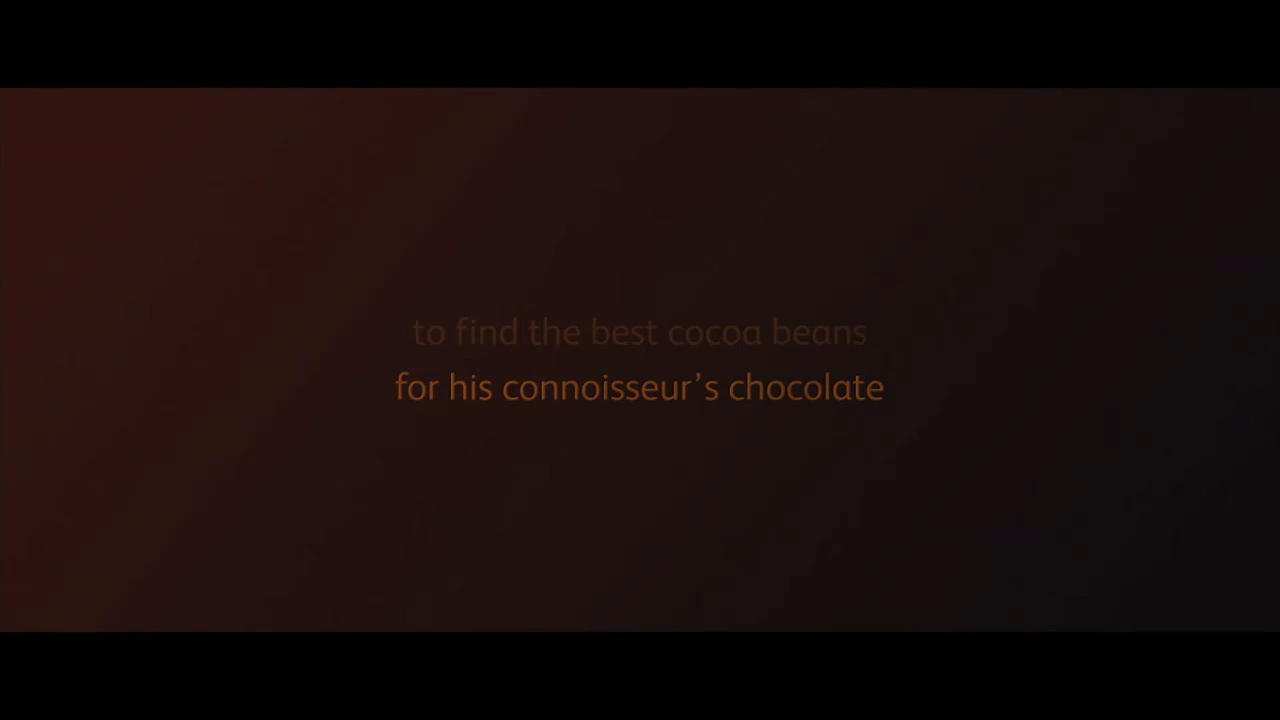 to find the best cocoa beans
for his connoisseur’s chocolate